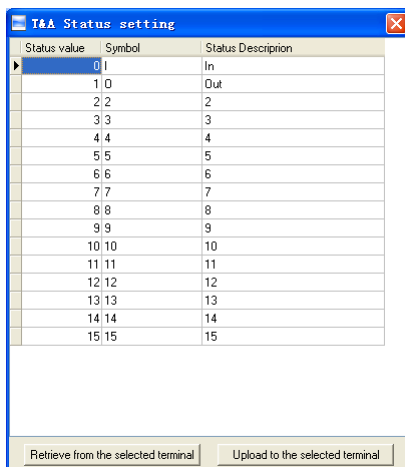 T&A Status setting
Status value Symbol Status Descriprion
0 I In
1 O Out
2 2 2
3 3 3
4 4 4
5 5 5
6 6 6
7 7 7
8 8 8
9 9 9
10 10 10
11 11 11
12 12 12
13 13 13
14 14 14
15 15 15
Retrieve from the selected terminal Upload to the selected terminal